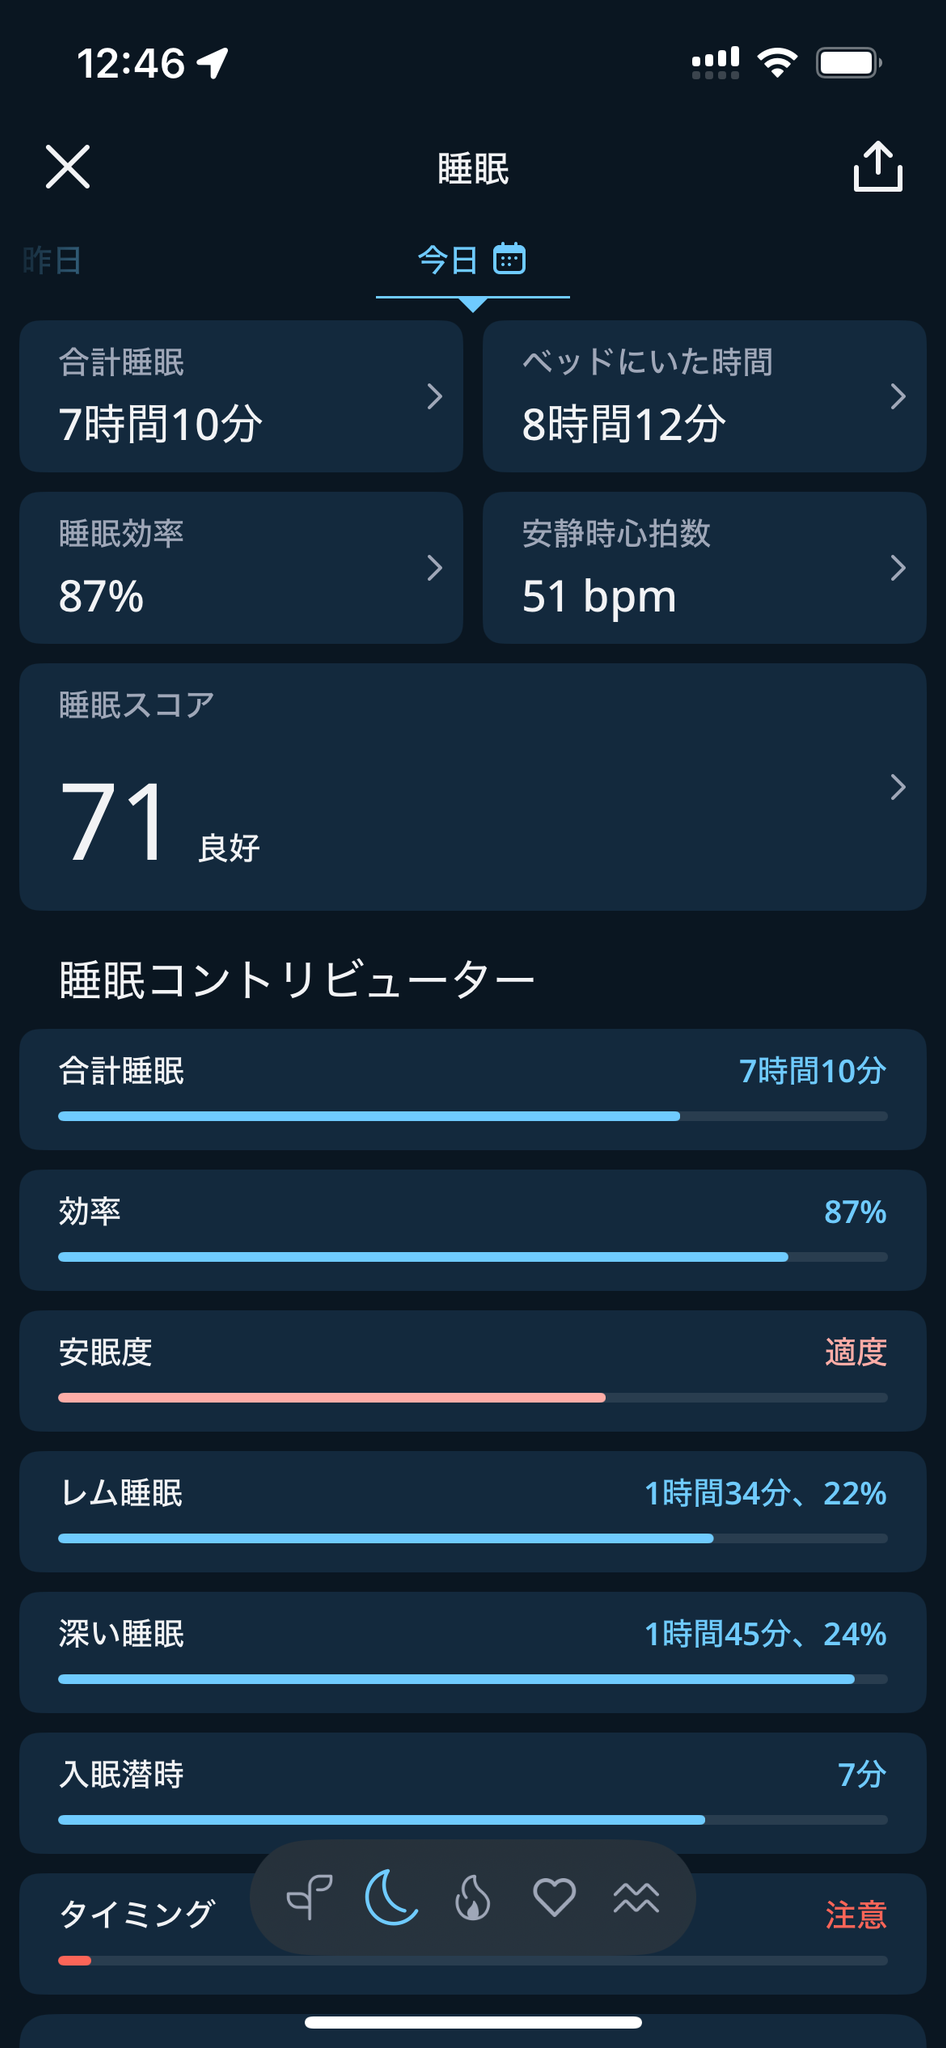 12:46
睡眠
昨日
今日
合計睡眠
7時間10分
ベッドにいた時間
8時間12分
睡眠効率
87%
安静時心拍数
51 bpm
睡眠スコア
71 良好
睡眠コントリビューター
合計睡眠 7時間10分
効率 87%
安眠度 適度
レム睡眠 1時間34分、22%
深い睡眠 1時間45分、24%
入眠潜時 7分
タイミング 注意